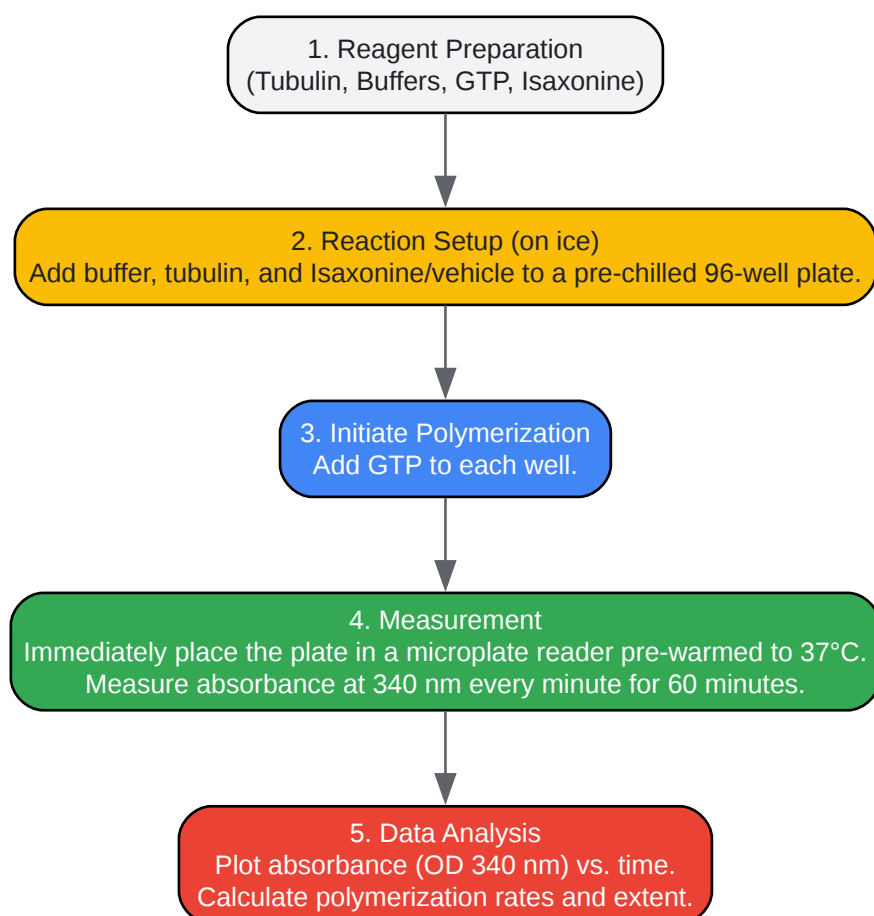 1. Reagent Preparation
(Tubulin, Buffers, GTP, Isaxonine)
2. Reaction Setup (on ice)
Add buffer, tubulin, and Isaxonine/vehicle to a pre-chilled 96-well plate.
3. Initiate Polymerization
Add GTP to each well.
4. Measurement
Immediately place the plate in a microplate reader pre-warmed to 37°C.
Measure absorbance at 340 nm every minute for 60 minutes.
5. Data Analysis
Plot absorbance (OD 340 nm) vs. time.
Calculate polymerization rates and extent.